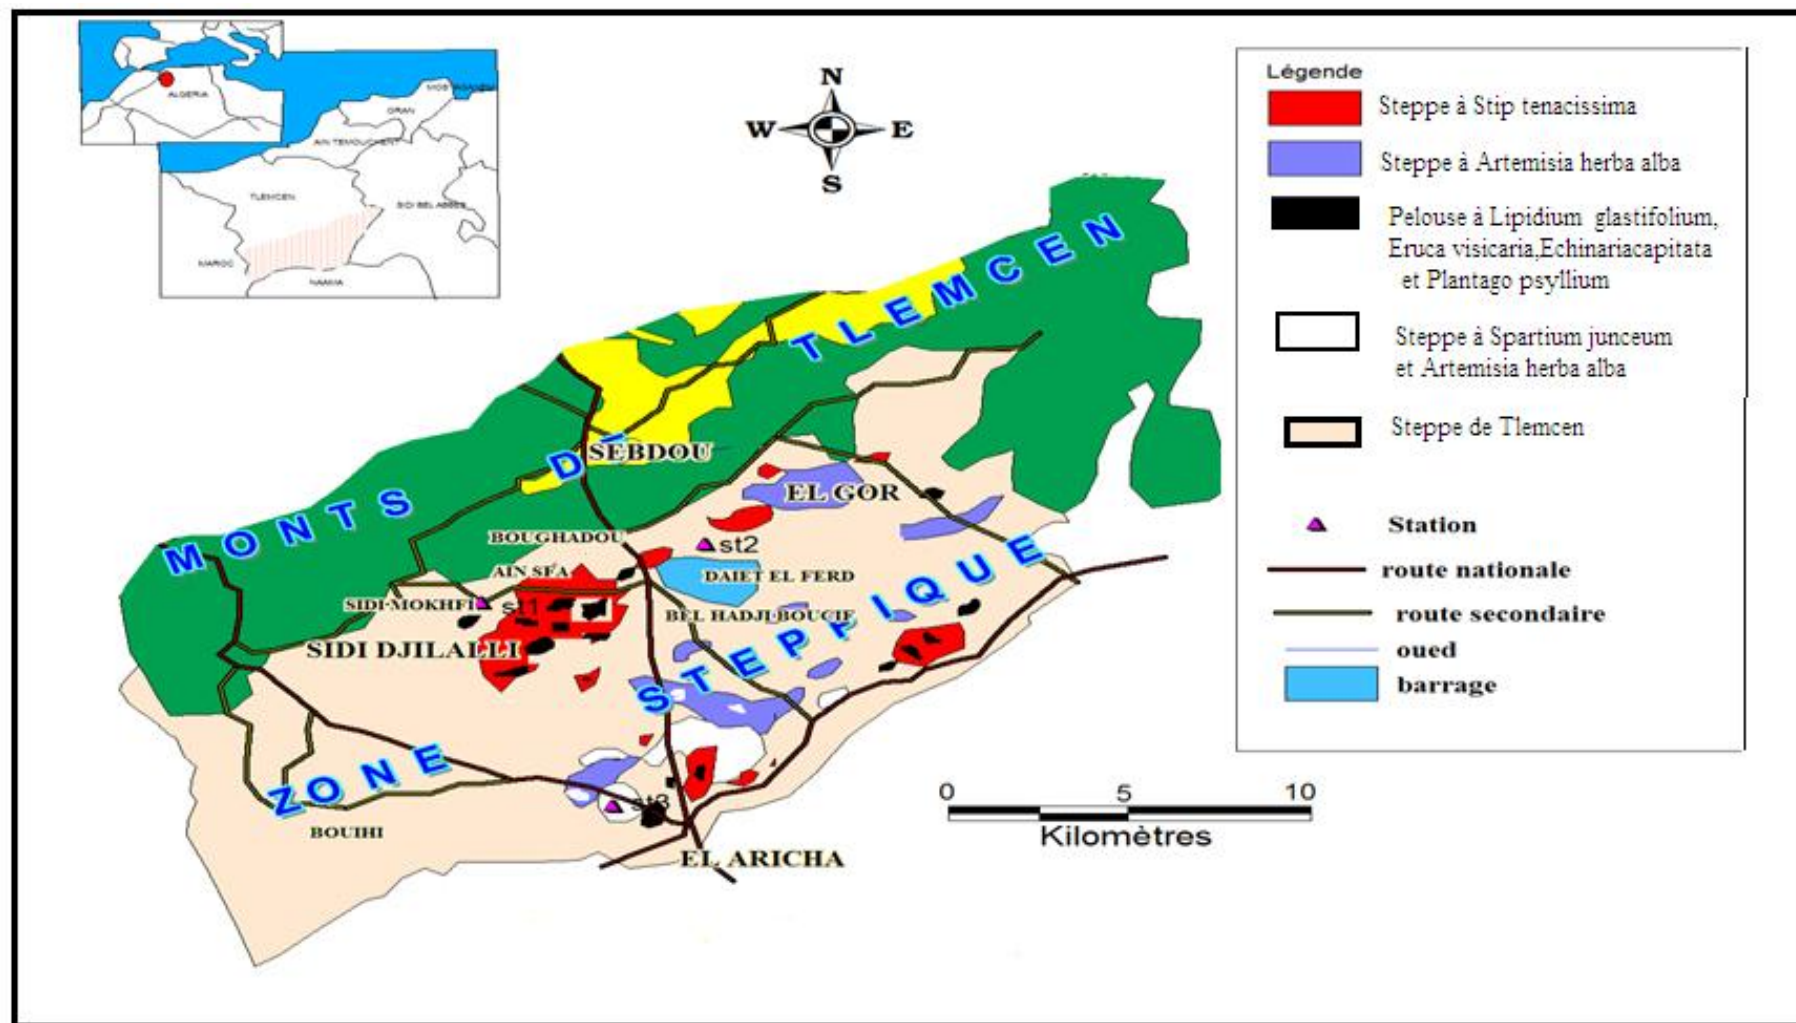 ALGERIA
ORAN
AIN TEMOUCHENT
TLEMCEN
SIDI BEL ABBES
MAROC
NAAMA
N
W E
S
Légende
Steppe à Stip tenacissima
Steppe à Artemisia herba alba
Pelouse à Lipidium glastifolium,
Eruca visicaria,Echinariacapitata
et Plantago psyllium
Steppe à Spartium junceum
et Artemisia herba alba
Steppe de Tlemcen
Station
route nationale
route secondaire
oued
barrage
MONTS D TLEMCEN
SEBDOU
EL GOR
BOUGHADOU
st2
AIN SFA
DAIET EL FERD
SIDI-MOKHFI
st1
BEL HADJI BOUCIF
SIDI DJILALLI
ZONE STEPPIQUE
st3
BOUIHI
EL ARICHA
0 5 10
Kilomètres